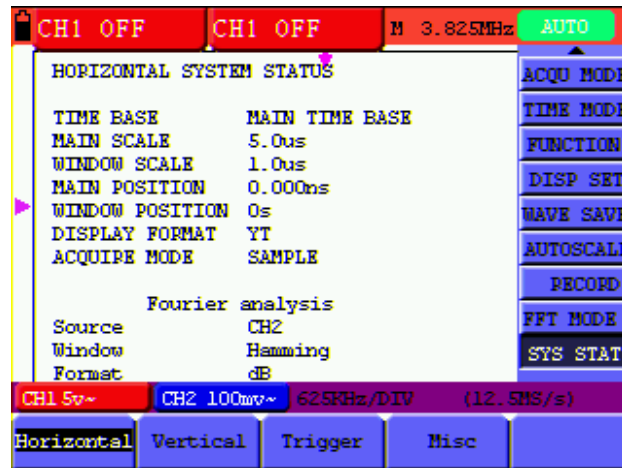 CH1 OFF CH1 OFF M 3.825MHz AUTO
HORIZONTAL SYSTEM STATUS
TIME BASE MAIN TIME BASE
MAIN SCALE 5.0us
WINDOW SCALE 1.0us
MAIN POSITION 0.000ns
WINDOW POSITION 0s
DISPLAY FORMAT YT
ACQUIRE MODE SAMPLE
Fourier analysis
Source CH2
Window Hamming
Format dB
ACQU MODE
TIME MODE
FUNCTION
DISP SET
WAVE SAVE
AUTOSCALE
RECORD
FFT MODE
SYS STAT
CH1 5v~ CH2 100mv~ 625KHz/DIV (12.5MS/s)
Horizontal Vertical Trigger Misc